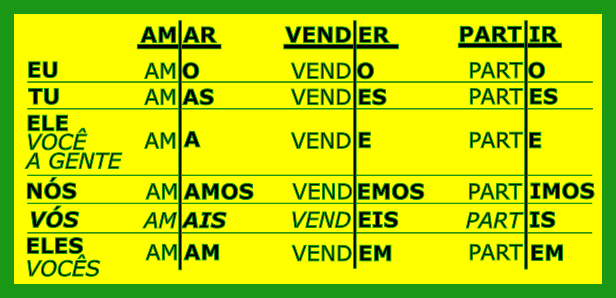 AMAR VENDER PARTIR
EU AMO VENDO PARTO
TU AMAS VENDES PARTES
ELE
VOCÊ AMA VENDE PARTE
A GENTE
NÓS AMAMOS VENDEMOS PARTIMOS
VÓS AMAIS VENDEIS PARTIS
ELES AMAM VENDEM PARTEM
VOCÊS